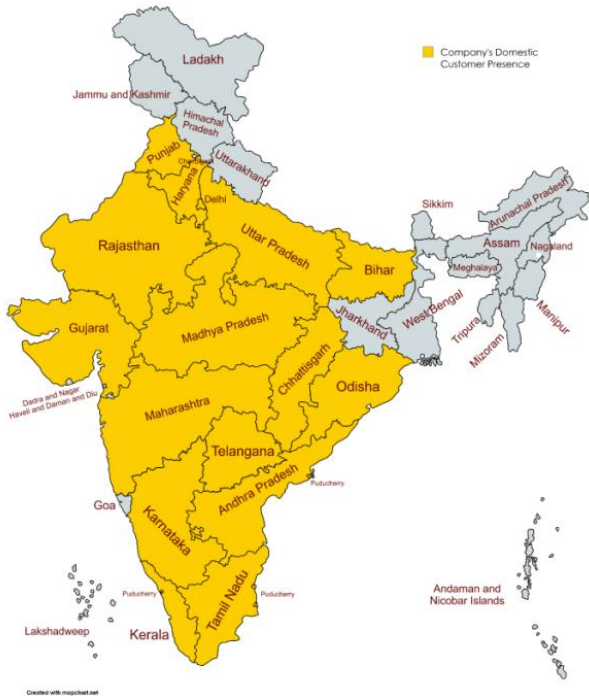 Ladakh
Company's Domestic
Customer Presence
Jammu and Kashmir
Himachal
Pradesh
Punjab
Uttarakhand
Haryana
Delhi
Sikkim
Arunachal Pradesh
Rajasthan
Uttar Pradesh
Bihar
Assam
Nagaland
Meghalaya
Gujarat
Madhya Pradesh
Jharkhand
West Bengal
Tripura
Mizoram
Manipur
Chhattisgarh
Odisha
Dadra and Nagar
Haveli and Daman and Diu
Maharashtra
Telangana
Andhra Pradesh
Puducherry
Goa
Karnataka
Puducherry
Tamil Nadu
Puducherry
Andaman and
Nicobar Islands
Lakshadweep
Kerala
Created with mapchart.net